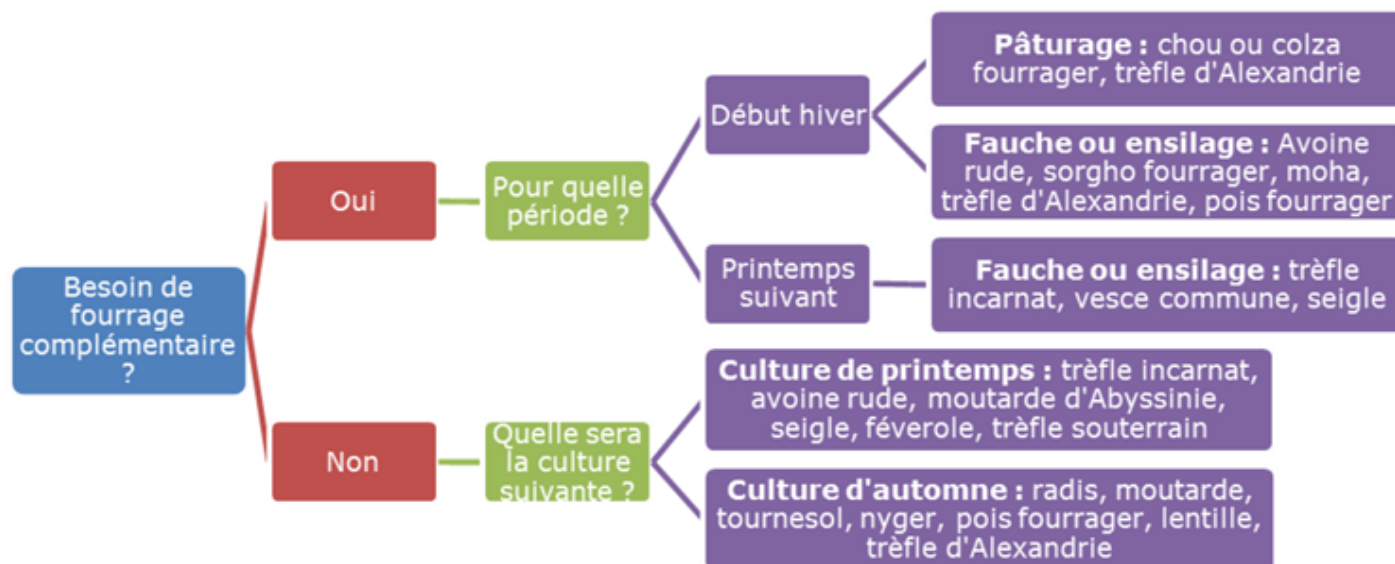 Besoin de
fourrage
complémentaire
?
Oui
Pour quelle
période ?
Début hiver
Pâturage : chou ou colza
fourrager, trèfle d'Alexandrie
Fauche ou ensilage : Avoine
rude, sorgho fourrager, moha,
trèfle d'Alexandrie, pois fourrager
Printemps
suivant
Fauche ou ensilage : trèfle
incarnat, vesce commune, seigle
Non
Quelle sera
la culture
suivante ?
Culture de printemps : trèfle incarnat,
avoine rude, moutarde d'Abyssinie,
seigle, féverole, trèfle souterrain
Culture d'automne : radis, moutarde,
tournesol, nyger, pois fourrager, lentille,
trèfle d'Alexandrie